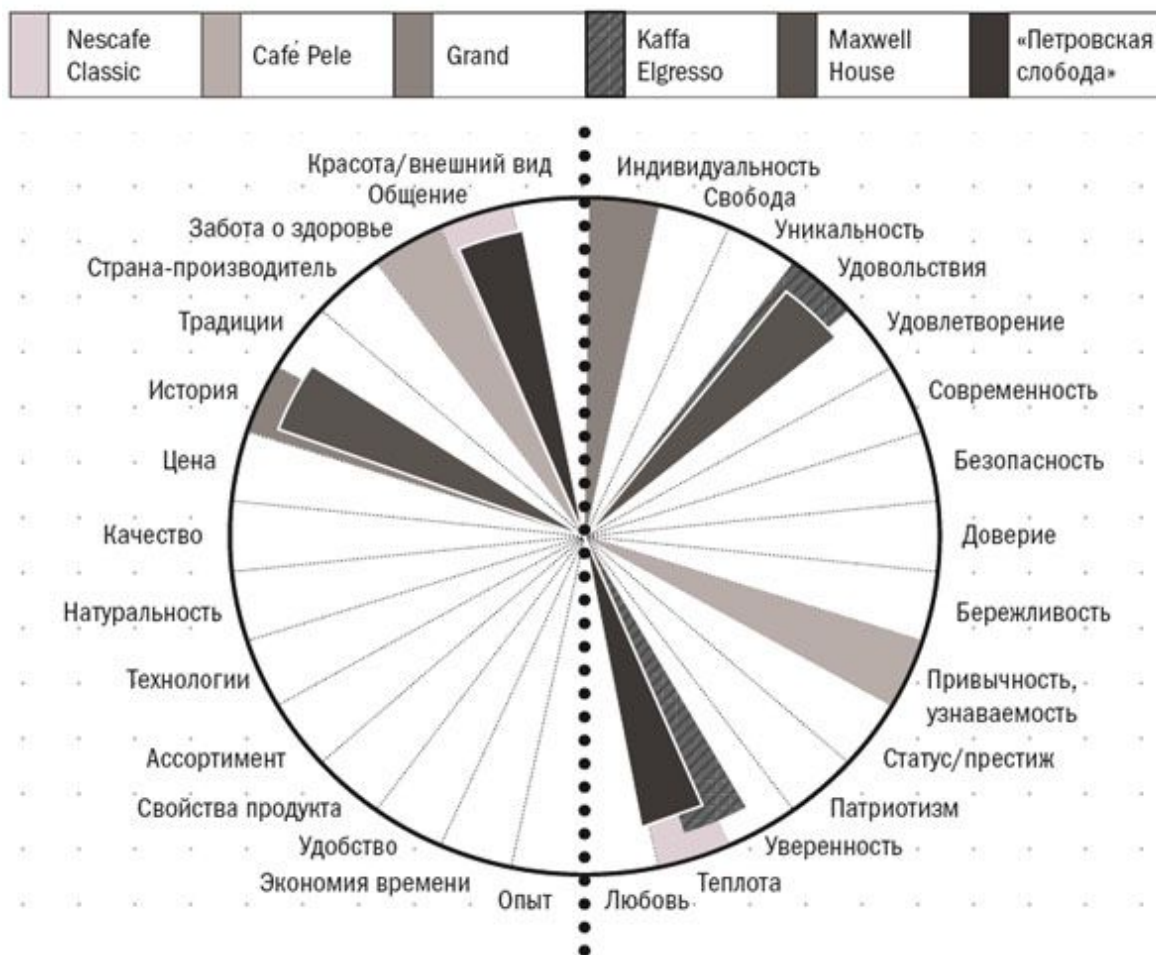 Nescafe
Classic
Café Pele
Grand
Kaffa
Elgresso
Maxwell
House
«Петровская
слобода»
Красота/внешний вид
Общение
Забота о здоровье
Страна-производитель
Традиции
История
Цена
Качество
Натуральность
Технологии
Ассортимент
Свойства продукта
Удобство
Экономия времени
Опыт
Индивидуальность
Свобода
Уникальность
Удовольствия
Удовлетворение
Современность
Безопасность
Доверие
Бережливость
Привычность,
узнаваемость
Статус/престиж
Патриотизм
Уверенность
Теплота
Любовь